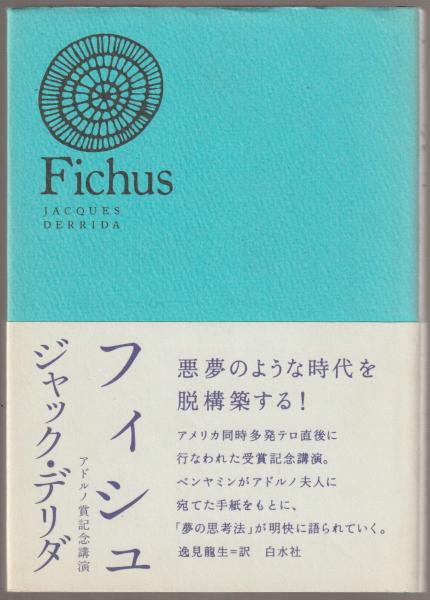 Fichus
JACQUES
DERRIDA
フィシュ
ジャック・デリダ
アドルノ賞記念講演
悪夢のような時代を
脱構築する!
アメリカ同時多発テロ直後に
行なわれた受賞記念講演。
ベンヤミンがアドルノ夫人に
宛てた手紙をもとに、
「夢の思考法」が明快に語られていく。
逸見龍生=訳 白水社